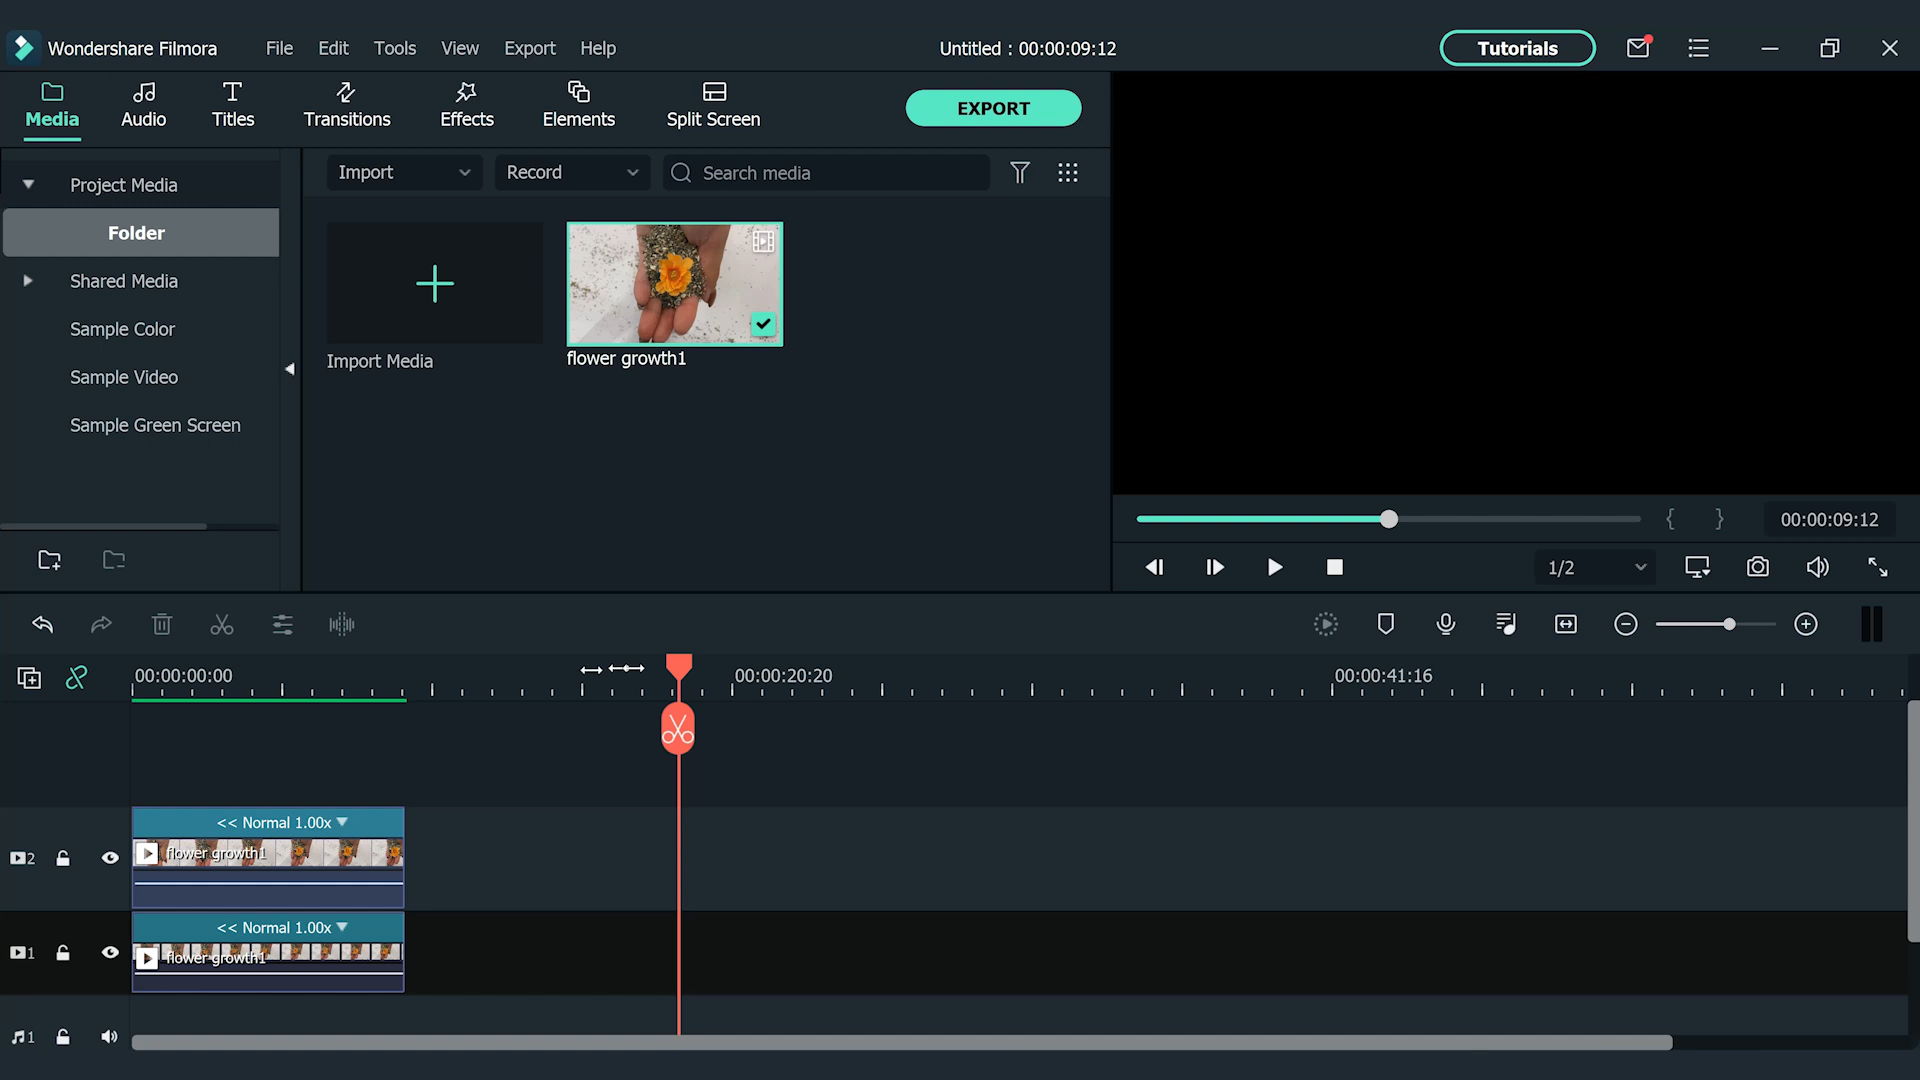 Wondershare Filmora
File Edit Tools View Export Help
Untitled : 00:00:09:12
Tutorials
Media Audio Titles Transitions Effects Elements Split Screen
EXPORT
Project Media
Folder
Shared Media
Sample Color
Sample Video
Sample Green Screen
Import
Record
Search media
Import Media
flower growth1
00:00:09:12
1/2
00:00:00:00 00:00:20:20 00:00:41:16
<< Normal 1.00x
2
flower growth1
<< Normal 1.00x
1
flower growth1
1